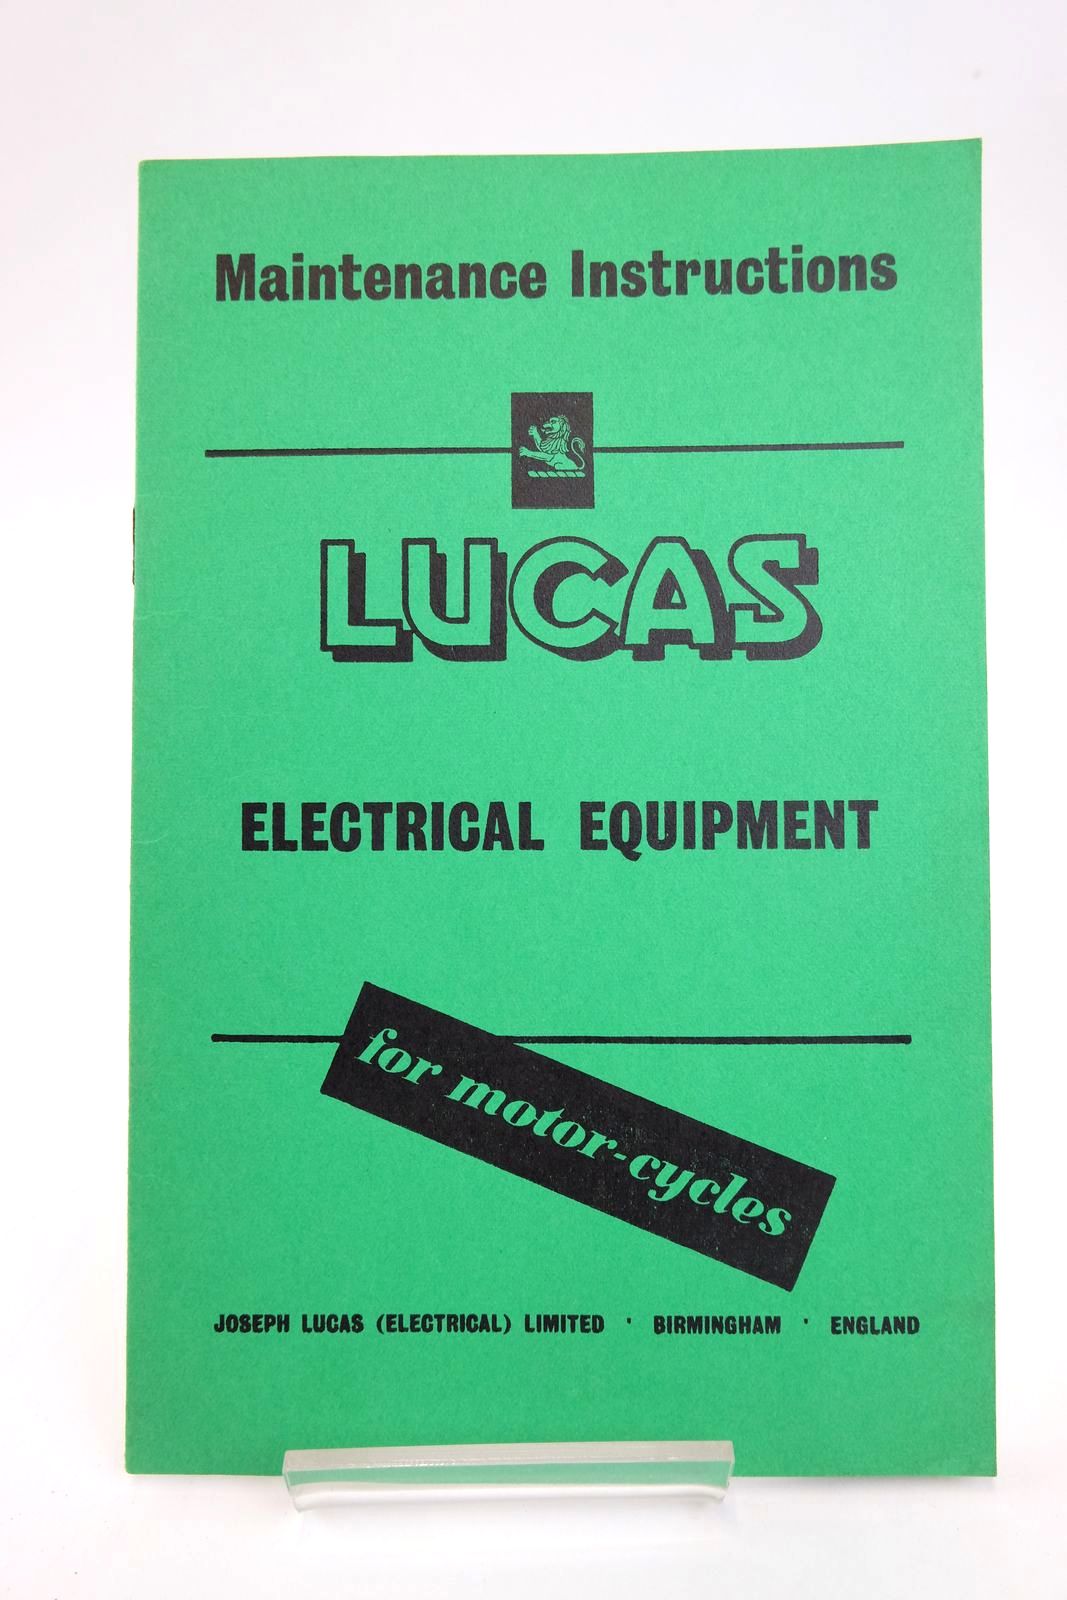 Maintenance Instructions
LUCAS
ELECTRICAL EQUIPMENT
for motor-cycles
JOSEPH LUCAS (ELECTRICAL) LIMITED · BIRMINGHAM · ENGLAND